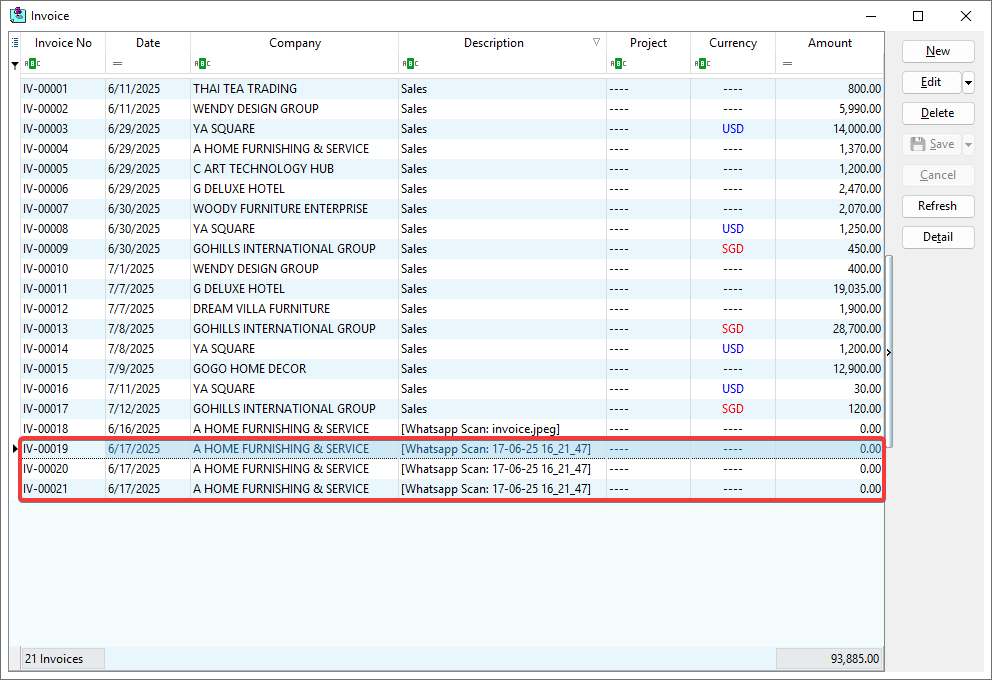 Invoice
Invoice No Date Company Description Project Currency Amount
ABC = ABC ABC ABC ABC =
IV-00001 6/11/2025 THAI TEA TRADING Sales ---- ---- 800.00
IV-00002 6/11/2025 WENDY DESIGN GROUP Sales ---- ---- 5,990.00
IV-00003 6/29/2025 YA SQUARE Sales ---- USD 14,000.00
IV-00004 6/29/2025 A HOME FURNISHING & SERVICE Sales ---- ---- 1,370.00
IV-00005 6/29/2025 C ART TECHNOLOGY HUB Sales ---- ---- 1,200.00
IV-00006 6/29/2025 G DELUXE HOTEL Sales ---- ---- 2,470.00
IV-00007 6/30/2025 WOODY FURNITURE ENTERPRISE Sales ---- ---- 2,070.00
IV-00008 6/30/2025 YA SQUARE Sales ---- USD 1,250.00
IV-00009 6/30/2025 GOHILLS INTERNATIONAL GROUP Sales ---- SGD 450.00
IV-00010 7/1/2025 WENDY DESIGN GROUP Sales ---- ---- 400.00
IV-00011 7/7/2025 G DELUXE HOTEL Sales ---- ---- 19,035.00
IV-00012 7/7/2025 DREAM VILLA FURNITURE Sales ---- ---- 1,900.00
IV-00013 7/8/2025 GOHILLS INTERNATIONAL GROUP Sales ---- SGD 28,700.00
IV-00014 7/8/2025 YA SQUARE Sales ---- USD 1,200.00
IV-00015 7/9/2025 GOGO HOME DECOR Sales ---- ---- 12,900.00
IV-00016 7/11/2025 YA SQUARE Sales ---- USD 30.00
IV-00017 7/12/2025 GOHILLS INTERNATIONAL GROUP Sales ---- SGD 120.00
IV-00018 6/16/2025 A HOME FURNISHING & SERVICE [Whatsapp Scan: invoice.jpeg] ---- ---- 0.00
IV-00019 6/17/2025 A HOME FURNISHING & SERVICE [Whatsapp Scan: 17-06-25 16_21_47] ---- ---- 0.00
IV-00020 6/17/2025 A HOME FURNISHING & SERVICE [Whatsapp Scan: 17-06-25 16_21_47] ---- ---- 0.00
IV-00021 6/17/2025 A HOME FURNISHING & SERVICE [Whatsapp Scan: 17-06-25 16_21_47] ---- ---- 0.00
21 Invoices 93,885.00
New
Edit
Delete
Save
Cancel
Refresh
Detail